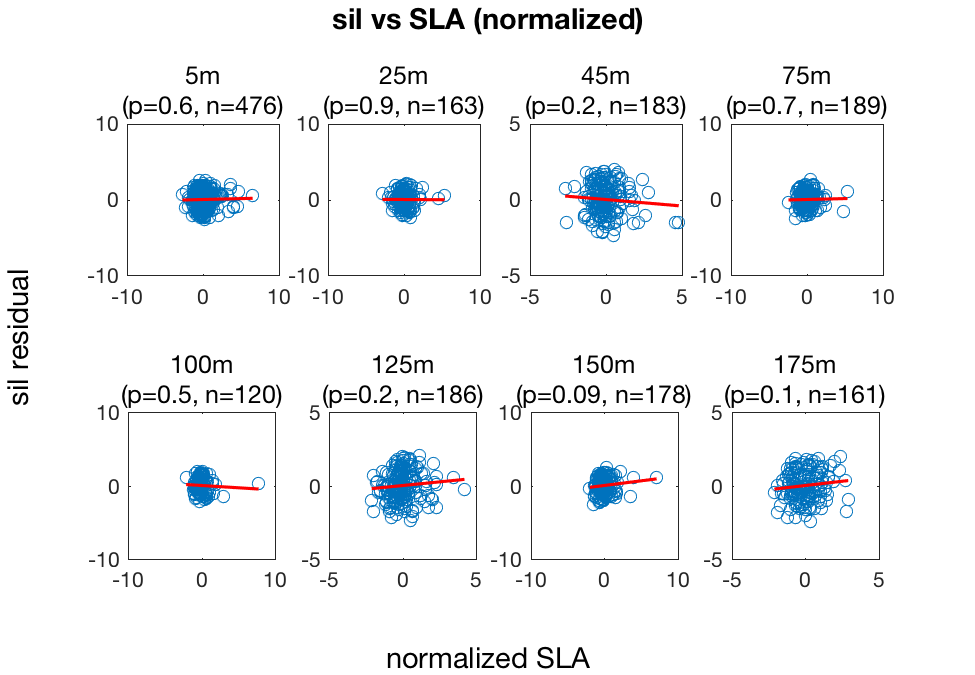 sil vs SLA (normalized)
5m
(p=0.6, n=476)
10
0
-10
-10 0 10
25m
(p=0.9, n=163)
10
0
-10
-10 0 10
45m
(p=0.2, n=183)
5
0
-5
-5 0 5
75m
(p=0.7, n=189)
10
0
-10
-10 0 10
sil residual
100m
(p=0.5, n=120)
10
0
-10
-10 0 10
125m
(p=0.2, n=186)
5
0
-5
-5 0 5
150m
(p=0.09, n=178)
10
0
-10
-10 0 10
175m
(p=0.1, n=161)
5
0
-5
-5 0 5
normalized SLA